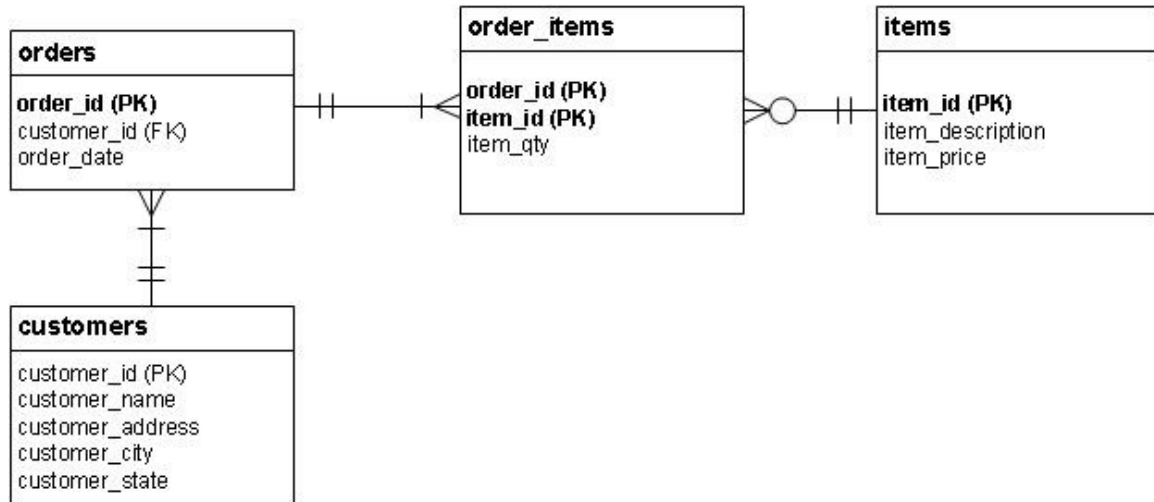 orders
order_id (PK)
customer_id (FK)
order_date
order_items
order_id (PK)
item_id (PK)
item_qty
items
item_id (PK)
item_description
item_price
customers
customer_id (PK)
customer_name
customer_address
customer_city
customer_state